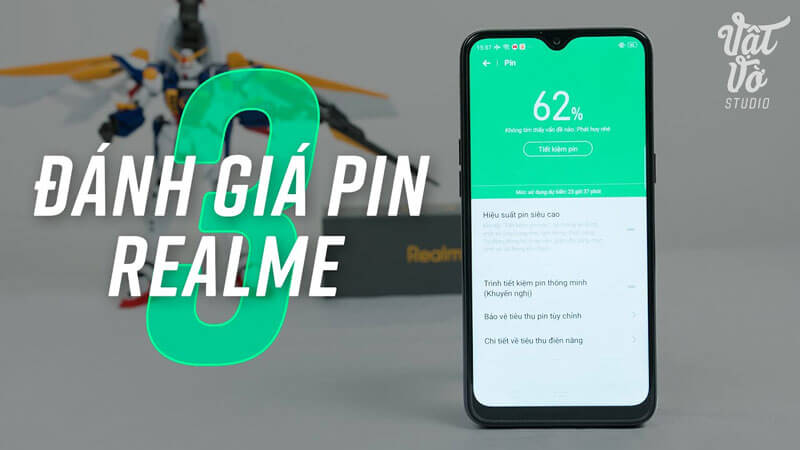 Vật
Vờ
STUDIO
3
ĐÁNH GIÁ PIN
REALME
Realme
15:07
Pin
62%
Không tìm thấy vấn đề nào. Phát huy nhé
Tiết kiệm pin
Mức sử dụng dự kiến: 23 giờ 37 phút
Hiệu suất pin siêu cao
Trình tiết kiệm pin thông minh
(Khuyến nghị)
Bảo vệ tiêu thụ pin tùy chỉnh
Chi tiết về tiêu thụ điện năng